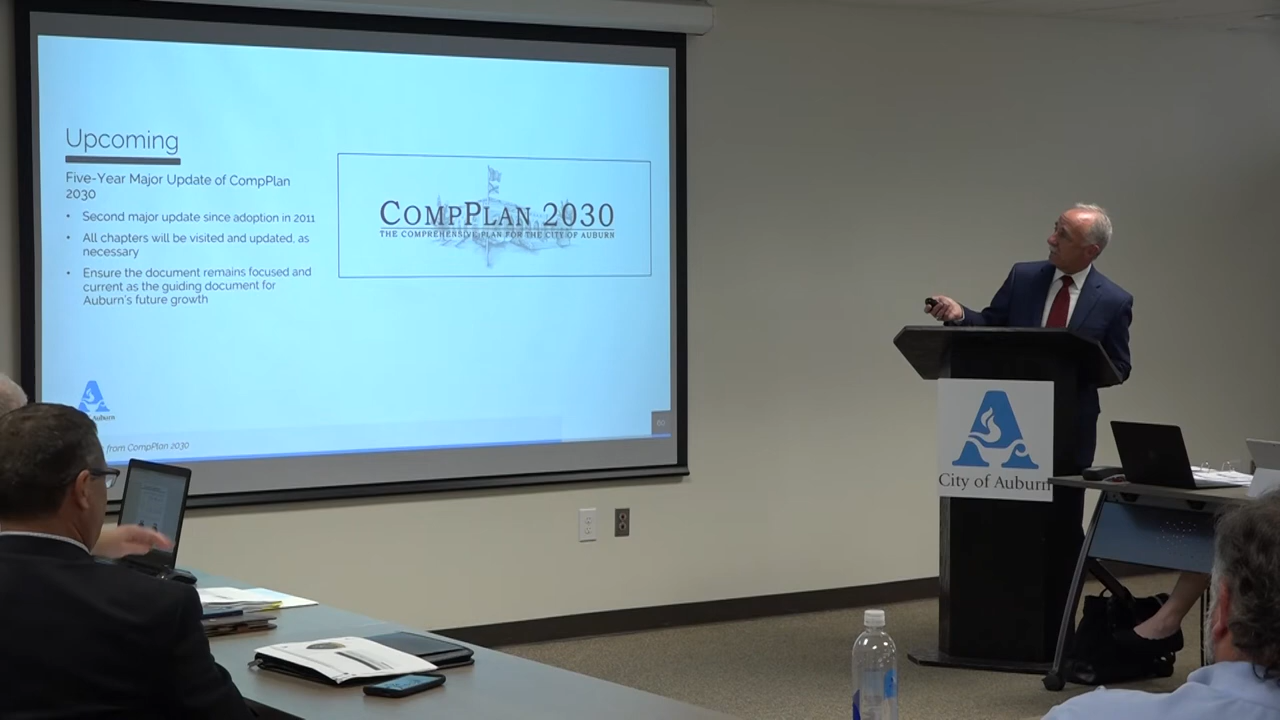 Upcoming
Five-Year Major Update of CompPlan
2030
• Second major update since adoption in 2011
• All chapters will be visited and updated, as
necessary
• Ensure the document remains focused and
current as the guiding document for
Auburn's future growth
COMPPLAN 2030
THE COMPREHENSIVE PLAN FOR THE CITY OF AUBURN
Auburn
from CompPlan 2030
60
City of Auburn